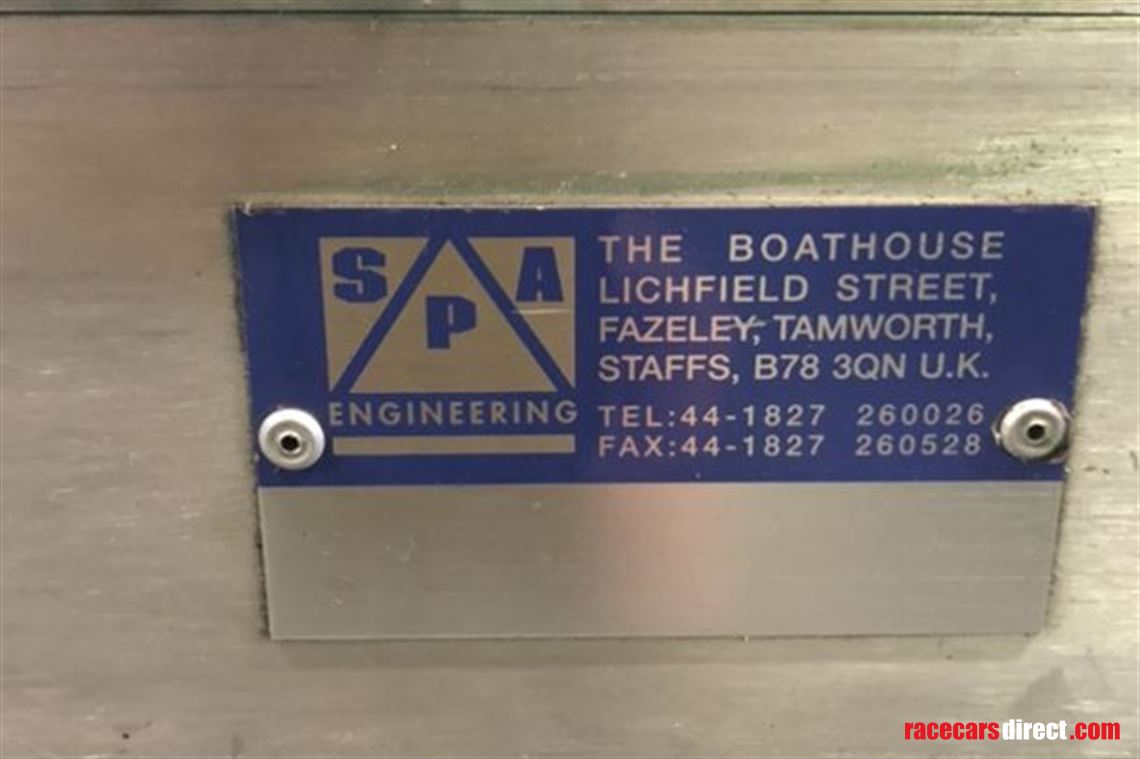 SPA
ENGINEERING
THE BOATHOUSE
LICHFIELD STREET,
FAZELEY, TAMWORTH,
STAFFS, B78 3QN U.K.
TEL:44-1827 260026
FAX:44-1827 260528
racecarsdirect.com